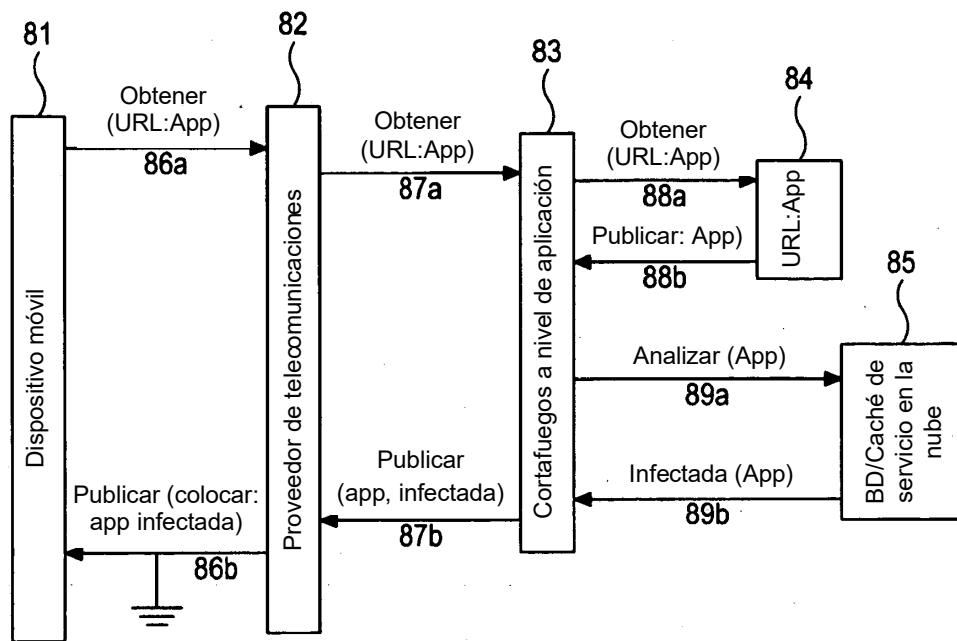 81
82
83
84
85
Dispositivo móvil
Obtener
(URL:App)
86a
Proveedor de telecomunicaciones
Obtener
(URL:App)
87a
Cortafuegos a nivel de aplicación
Obtener
(URL:App)
88a
URL:App
Publicar: App)
88b
Analizar (App)
89a
BD/Caché de
servicio en la
nube
Infectada (App)
89b
Publicar
(app, infectada)
87b
Publicar (colocar:
app infectada)
86b